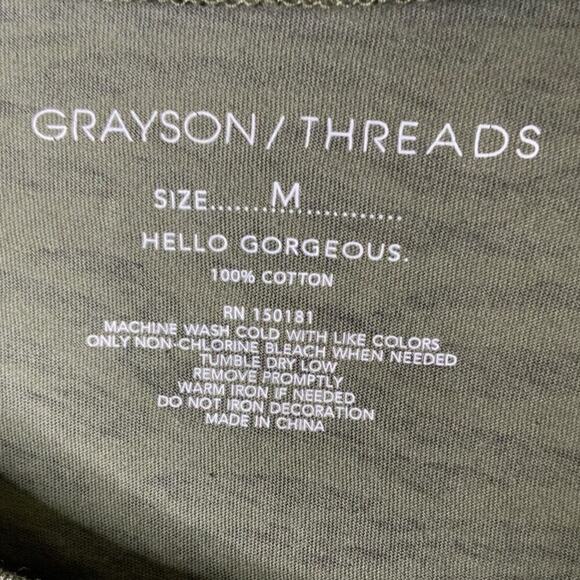 GRAYSON/THREADS
SIZE.......M............
HELLO GORGEOUS.
100% COTTON
RN 150181
MACHINE WASH COLD WITH LIKE COLORS
ONLY NON-CHLORINE BLEACH WHEN NEEDED
TUMBLE DRY LOW
REMOVE PROMPTLY
WARM IRON IF NEEDED
DO NOT IRON DECORATION
MADE IN CHINA